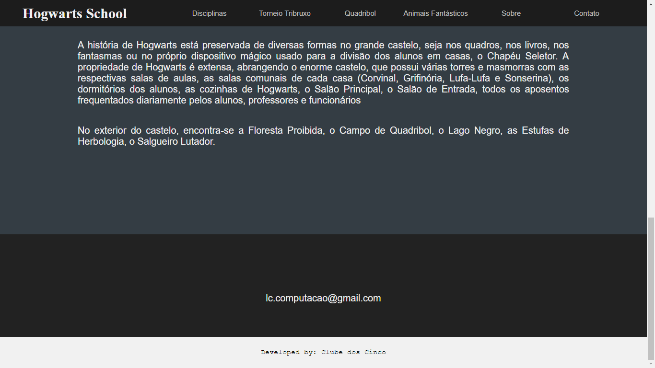 Hogwarts School
Disciplinas Torneio Tribruxo Quadribol Animais Fantásticos Sobre Contato
A história de Hogwarts está preservada de diversas formas no grande castelo, seja nos quadros, nos livros, nos
fantasmas ou no próprio dispositivo mágico usado para a divisão dos alunos em casas, o Chapéu Seletor. A
propriedade de Hogwarts é extensa, abrangendo o enorme castelo, que possui várias torres e masmorras com as
respectivas salas de aulas, as salas comunais de cada casa (Corvinal, Grifinória, Lufa-Lufa e Sonserina), os
dormitórios dos alunos, as cozinhas de Hogwarts, o Salão Principal, o Salão de Entrada, todos os aposentos
frequentados diariamente pelos alunos, professores e funcionários
No exterior do castelo, encontra-se a Floresta Proibida, o Campo de Quadribol, o Lago Negro, as Estufas de
Herbologia, o Salgueiro Lutador.
lc.computacao@gmail.com
Developed by: Clube dos Cinco